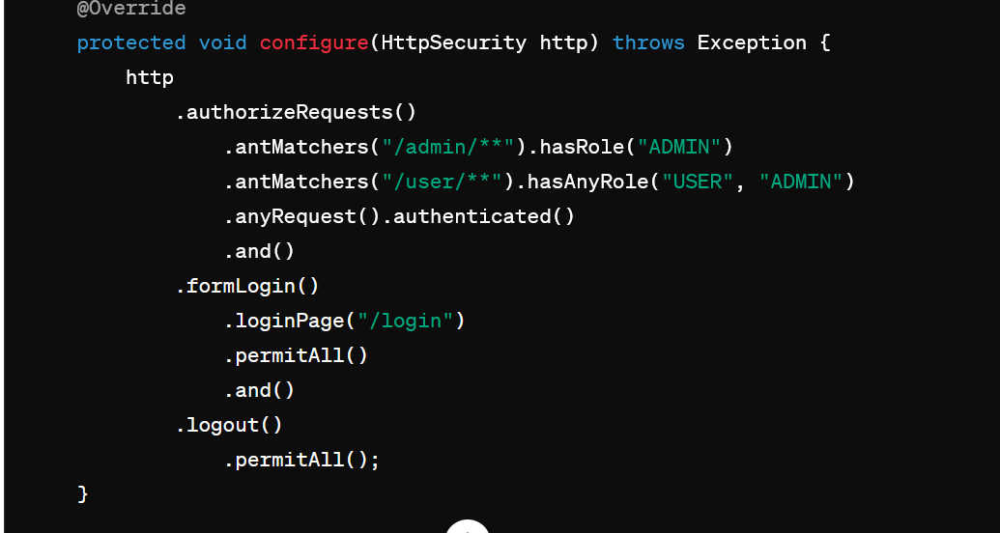 @Override
protected void configure(HttpSecurity http) throws Exception {
http
.authorizeRequests()
.antMatchers("/admin/**").hasRole("ADMIN")
.antMatchers("/user/**").hasAnyRole("USER", "ADMIN")
.anyRequest().authenticated()
.and()
.formLogin()
.loginPage("/login")
.permitAll()
.and()
.logout()
.permitAll();
}